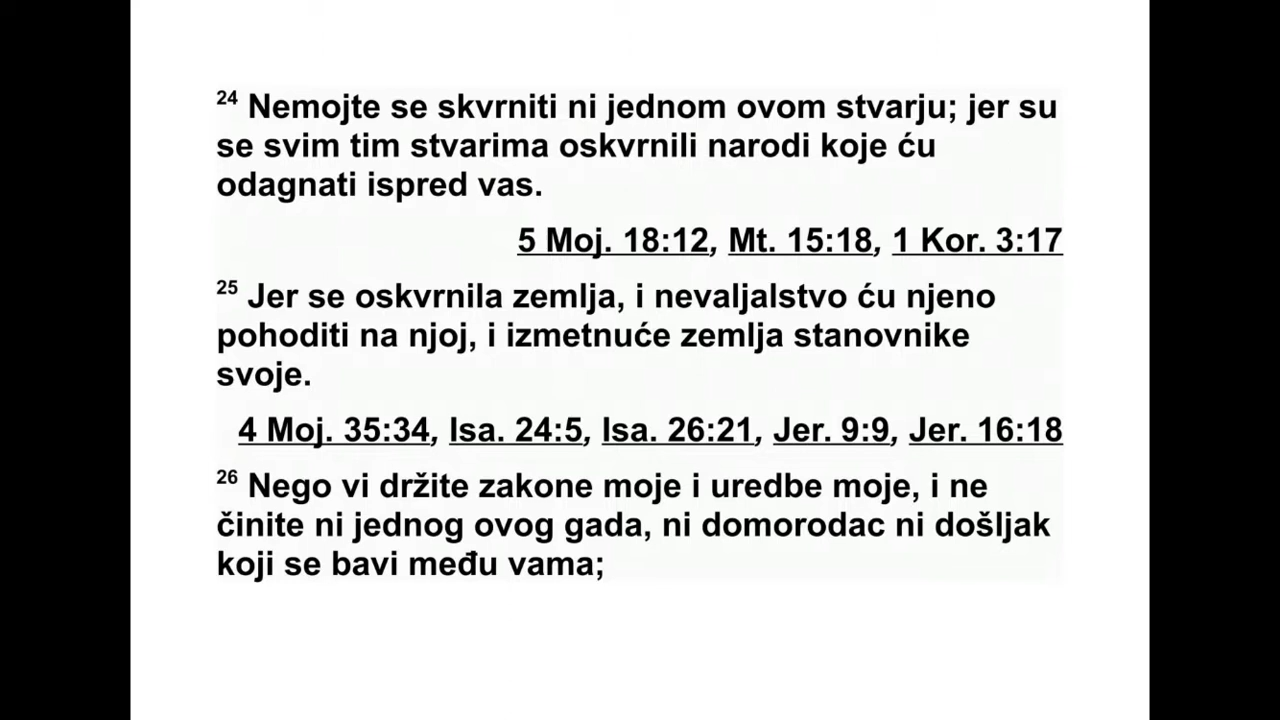 24 Nemojte se skvrniti ni jednom ovom stvarju; jer su
se svim tim stvarima oskvrnili narodi koje ću
odagnati ispred vas.
5 Moj. 18:12, Mt. 15:18, 1 Kor. 3:17
25 Jer se oskvrnila zemlja, i nevaljalstvo ću njeno
pohoditi na njoj, i izmetnuće zemlja stanovnike
svoje.
4 Moj. 35:34, Isa. 24:5, Isa. 26:21, Jer. 9:9, Jer. 16:18
26 Nego vi držite zakone moje i uredbe moje, i ne
činite ni jednog ovog gada, ni domorodac ni došljak
koji se bavi među vama;